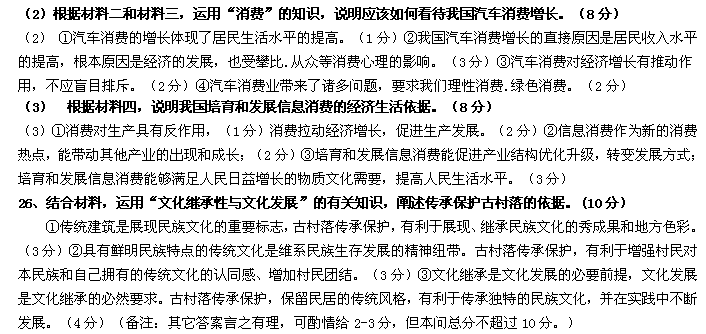 （2）根据材料二和材料三，运用“消费”的知识，说明应该如何看待我国汽车消费增长。（8分）
（2） ①汽车消费的增长体现了居民生活水平的提高。（1分）②我国汽车消费增长的直接原因是居民收入水平
的提高，根本原因是经济的发展，也受攀比.从众等消费心理的影响。（3分）③汽车消费对经济增长有推动作
用，不应盲目排斥。（2分）④汽车消费业带来了诸多问题，要求我们理性消费.绿色消费。（2分）
（3） 根据材料四，说明我国培育和发展信息消费的经济生活依据。（8分）
（3）①消费对生产具有反作用，（1分）消费拉动经济增长，促进生产发展。（2分）②信息消费作为新的消费
热点，能带动其他产业的出现和成长；（2分）③培育和发展信息消费能促进产业结构优化升级，转变发展方式；
培育和发展信息消费能够满足人民日益增长的物质文化需要，提高人民生活水平。（3分）
26、结合材料，运用“文化继承性与文化发展”的有关知识，阐述传承保护古村落的依据。(10分）
①传统建筑是展现民族文化的重要标志，古村落传承保护，有利于展现、继承民族文化的秀成果和地方色彩。
（3分）②具有鲜明民族特点的传统文化是维系民族生存发展的精神纽带。古村落传承保护，有利于增强村民对
本民族和自己拥有的传统文化的认同感、增加村民团结。（3分）③文化继承是文化发展的必要前提，文化发展
是文化继承的必然要求。古村落传承保护，保留民居的传统风格，有利于传承独特的民族文化，并在实践中不断
发展。（4分）（备注：其它答案言之有理，可酌情给2-3分，但本问总分不超过10分。）